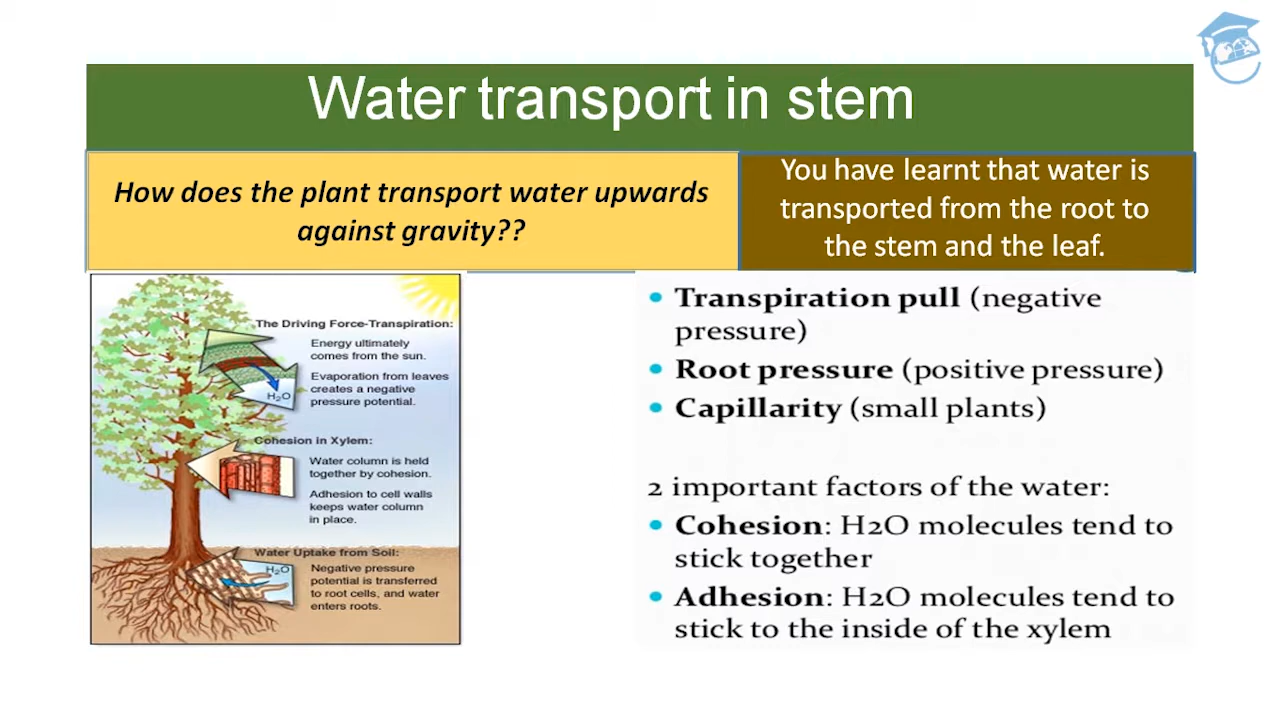 Water transport in stem
How does the plant transport water upwards
against gravity??
You have learnt that water is
transported from the root to
the stem and the leaf.
The Driving Force-Transpiration:
Energy ultimately
comes from the sun.
Evaporation from leaves
creates a negative
pressure potential.
H2O
Cohesion in Xylem:
Water column is held
together by cohesion.
Adhesion to cell walls
keeps water column
in place.
Water Uptake from Soil:
H2O
Negative pressure
potential is transferred
to root cells, and water
enters roots.
• Transpiration pull (negative
pressure)
• Root pressure (positive pressure)
• Capillarity (small plants)
2 important factors of the water:
• Cohesion: H2O molecules tend to
stick together
• Adhesion: H2O molecules tend to
stick to the inside of the xylem